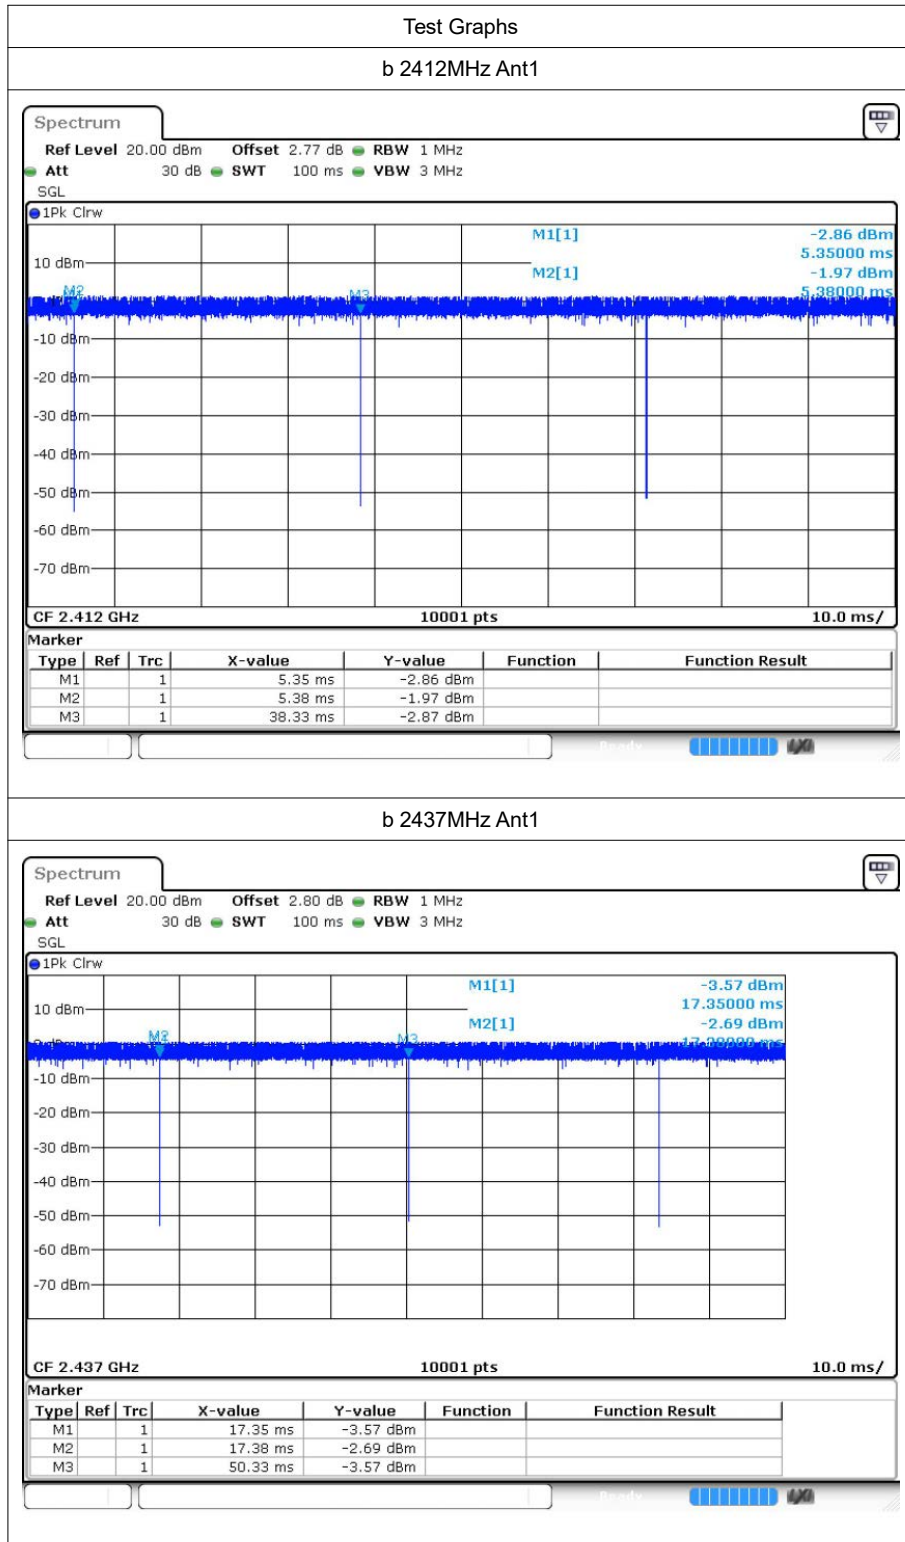 Test Graphs
b 2412MHz Ant1
Spectrum
Ref Level 20.00 dBm Offset 2.77 dB RBW 1 MHz
Att 30 dB SWT 100 ms VBW 3 MHz
SGL
1Pk Clrw
M1[1] -2.86 dBm
5.35000 ms
10 dBm
M2[1] -1.97 dBm
5.38000 ms
M2
M3
-10 dBm
-20 dBm
-30 dBm
-40 dBm
-50 dBm
-60 dBm
-70 dBm
CF 2.412 GHz 10001 pts 10.0 ms/
Marker
Type Ref Trc X-value Y-value Function Function Result
M1 1 5.35 ms -2.86 dBm
M2 1 5.38 ms -1.97 dBm
M3 1 38.33 ms -2.87 dBm
Ready
b 2437MHz Ant1
Spectrum
Ref Level 20.00 dBm Offset 2.80 dB RBW 1 MHz
Att 30 dB SWT 100 ms VBW 3 MHz
SGL
1Pk Clrw
M1[1] -3.57 dBm
17.35000 ms
10 dBm
M2[1] -2.69 dBm
17.38000 ms
M3
-10 dBm
-20 dBm
-30 dBm
-40 dBm
-50 dBm
-60 dBm
-70 dBm
CF 2.437 GHz 10001 pts 10.0 ms/
Marker
Type Ref Trc X-value Y-value Function Function Result
M1 1 17.35 ms -3.57 dBm
M2 1 17.38 ms -2.69 dBm
M3 1 50.33 ms -3.57 dBm
Ready